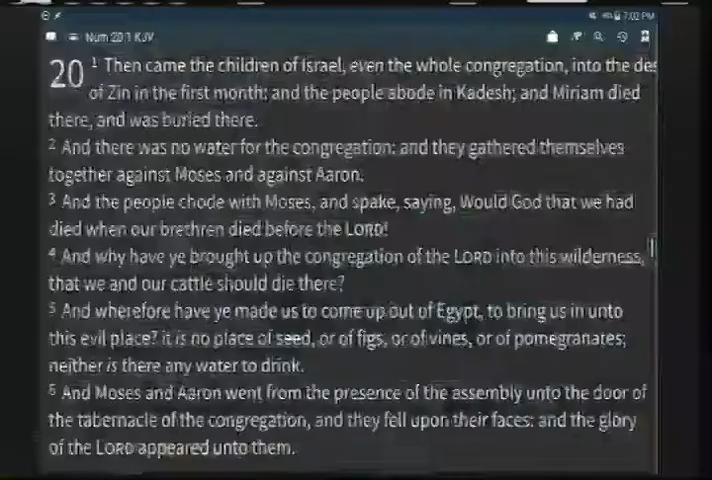 7:02 PM
Num 20:1 KJV
20 1 Then came the children of Israel, even the whole congregation, into the des
of Zin in the first month: and the people abode in Kadesh; and Miriam died
there, and was buried there.
2 And there was no water for the congregation: and they gathered themselves
together against Moses and against Aaron.
3 And the people chode with Moses, and spake, saying, Would God that we had
died when our brethren died before the LORD!
4 And why have ye brought up the congregation of the LORD into this wilderness,
that we and our cattle should die there?
5 And wherefore have ye made us to come up out of Egypt, to bring us in unto
this evil place? it is no place of seed, or of figs, or of vines, or of pomegranates;
neither is there any water to drink.
6 And Moses and Aaron went from the presence of the assembly unto the door of
the tabernacle of the congregation, and they fell upon their faces: and the glory
of the LORD appeared unto them.